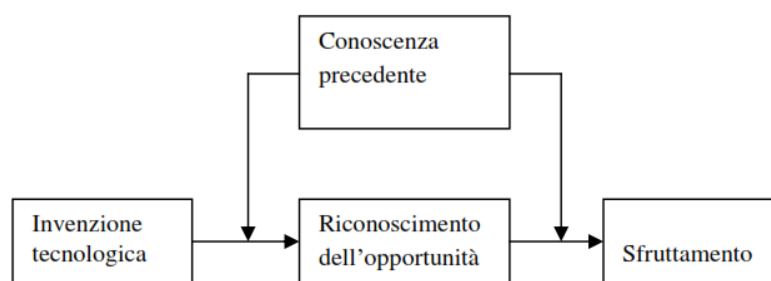 Conoscenza
precedente
Invenzione
tecnologica
Riconoscimento
dell’opportunità
Sfruttamento